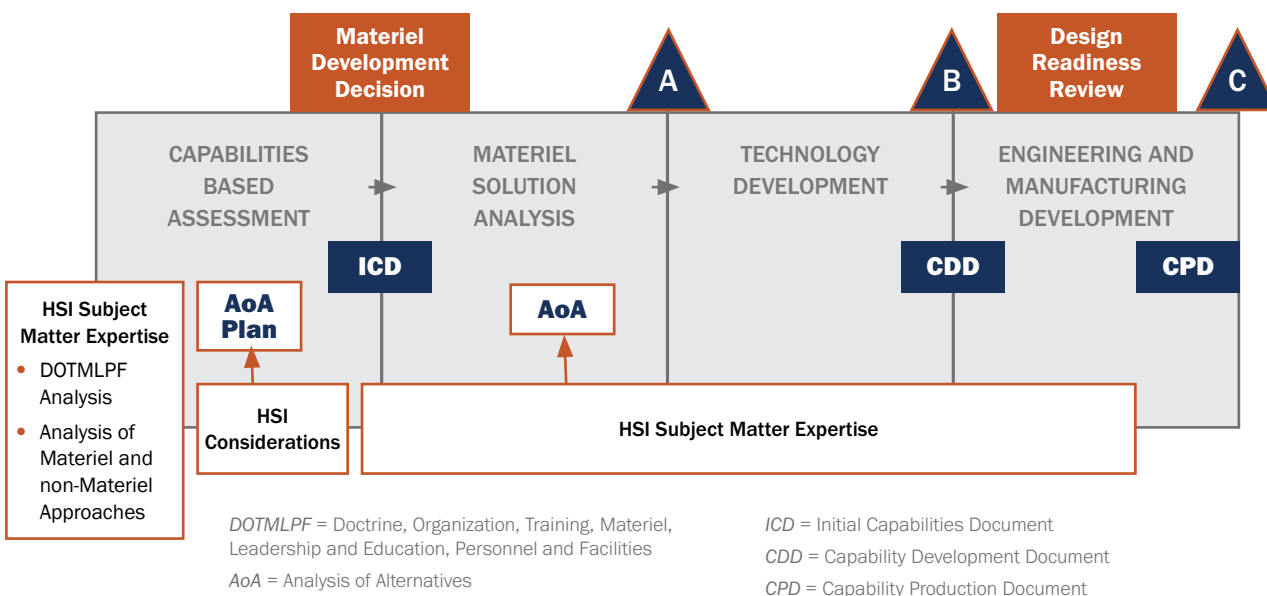 Materiel
Development
Decision
A
B
Design
Readiness
Review
C
CAPABILITIES
BASED
ASSESSMENT
MATERIEL
SOLUTION
ANALYSIS
TECHNOLOGY
DEVELOPMENT
ENGINEERING AND
MANUFACTURING
DEVELOPMENT
ICD
CDD
CPD
HSI Subject
Matter Expertise
• DOTMLPF
Analysis
• Analysis of
Materiel and
non-Materiel
Approaches
AoA
Plan
AoA
HSI
Considerations
HSI Subject Matter Expertise
DOTMLPF = Doctrine, Organization, Training, Materiel,
Leadership and Education, Personnel and Facilities
AoA = Analysis of Alternatives
ICD = Initial Capabilities Document
CDD = Capability Development Document
CPD = Capability Production Document